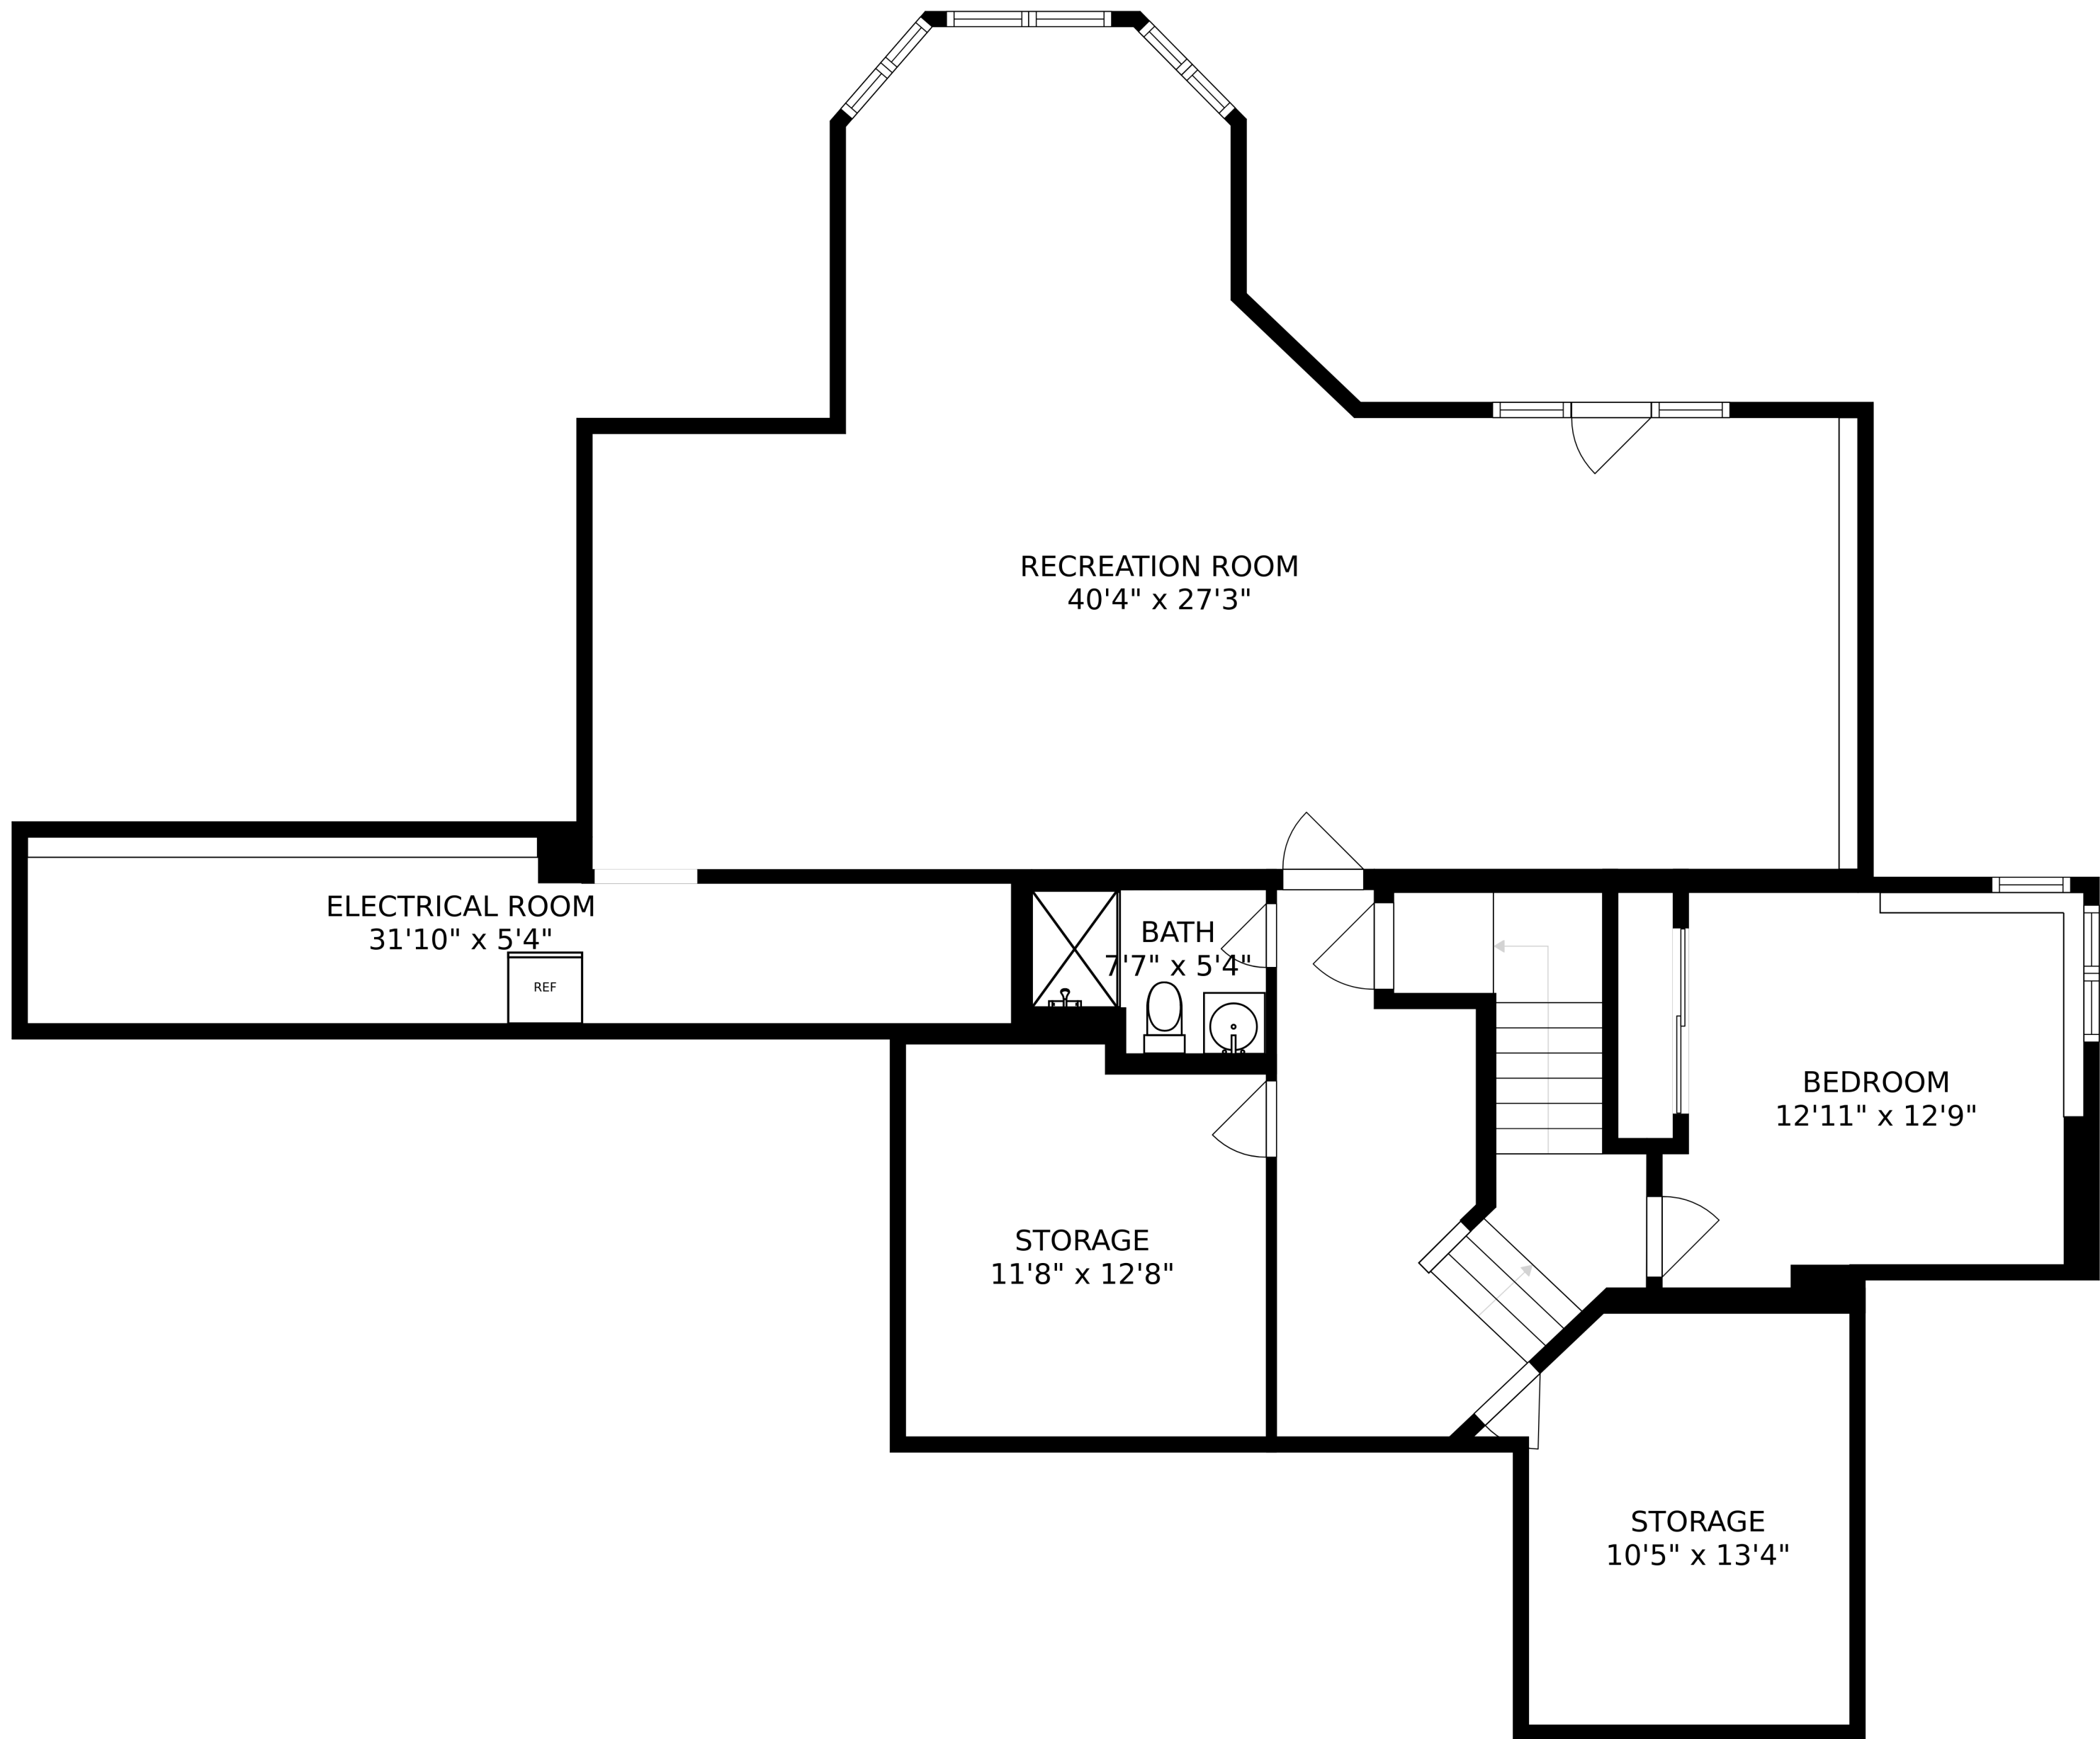 RECREATION ROOM
40'4" x 27'3"
ELECTRICAL ROOM
31'10" x 5'4"
REF
BATH
7'7" x 5'4"
BEDROOM
12'11" x 12'9"
STORAGE
11'8" x 12'8"
STORAGE
10'5" x 13'4"